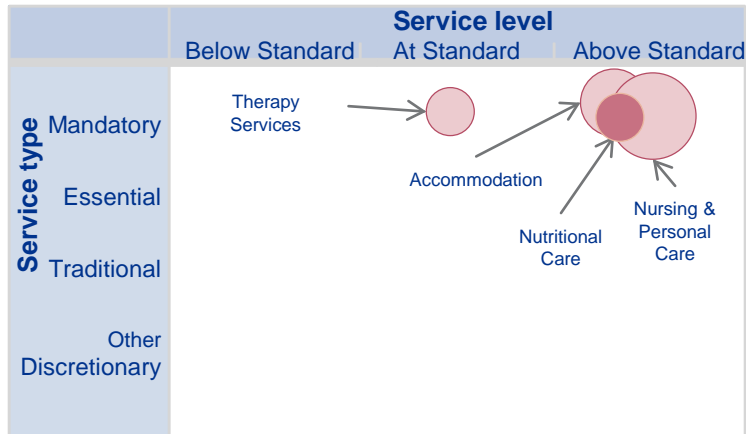 Service level
Below Standard At Standard Above Standard
Service type
Mandatory
Essential
Traditional
Other
Discretionary
Therapy
Services
Accommodation
Nutritional
Care
Nursing &
Personal
Care